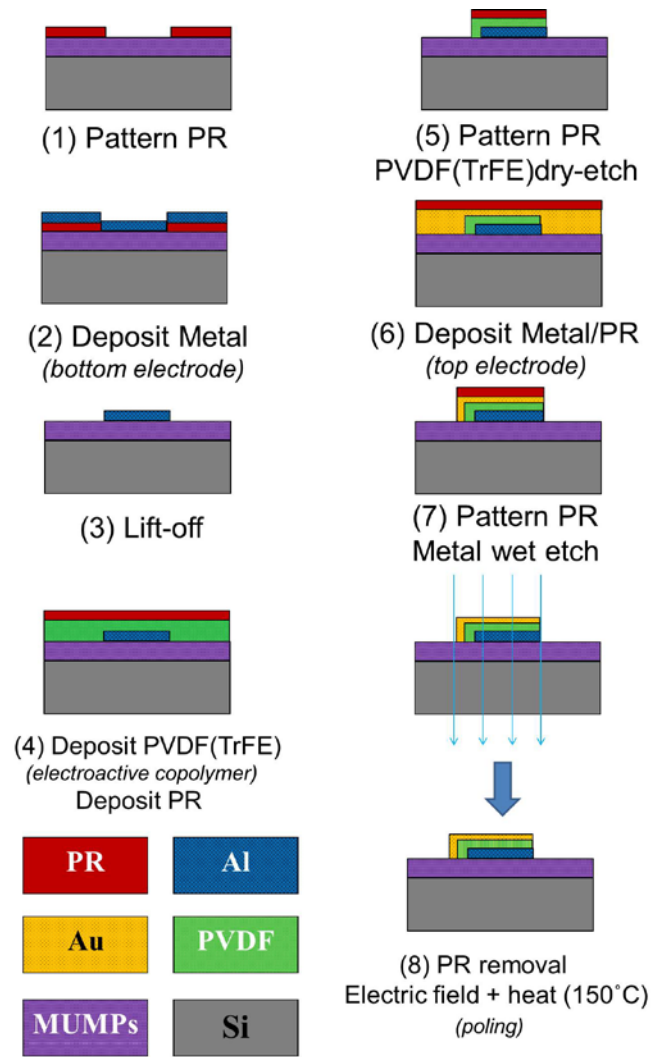 (1) Pattern PR
(2) Deposit Metal
(bottom electrode)
(3) Lift-off
(4) Deposit PVDF(TrFE)
(electroactive copolymer)
Deposit PR
PR
Al
Au
PVDF
MUMPs
Si
(5) Pattern PR
PVDF(TrFE)dry-etch
(6) Deposit Metal/PR
(top electrode)
(7) Pattern PR
Metal wet etch
(8) PR removal
Electric field + heat (150˚C)
(poling)